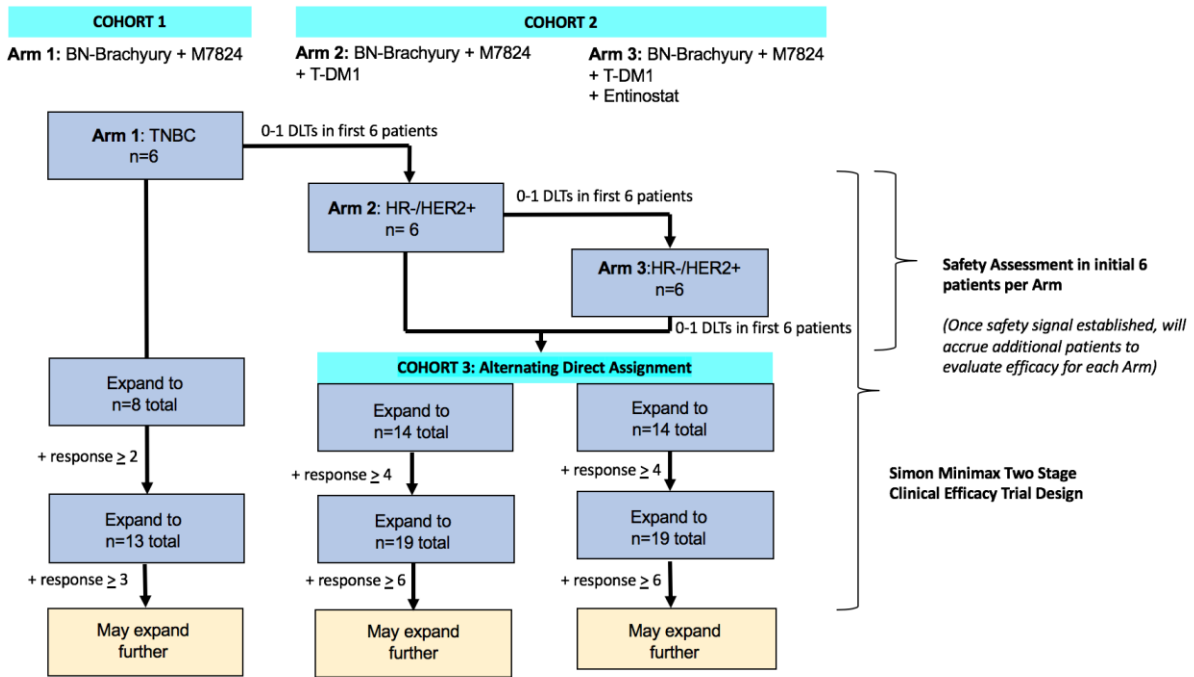 COHORT 1
COHORT 2
Arm 1: BN-Brachyury + M7824
Arm 2: BN-Brachyury + M7824
+ T-DM1
Arm 3: BN-Brachyury + M7824
+ T-DM1
+ Entinostat
Arm 1: TNBC
n=6
0-1 DLTs in first 6 patients
Arm 2: HR-/HER2+
n= 6
0-1 DLTs in first 6 patients
Arm 3:HR-/HER2+
n=6
0-1 DLTs in first 6 patients
Safety Assessment in initial 6
patients per Arm
(Once safety signal established, will
accrue additional patients to
evaluate efficacy for each Arm)
COHORT 3: Alternating Direct Assignment
Expand to
n=8 total
Expand to
n=14 total
Expand to
n=14 total
+ response ≥ 2
+ response ≥4
+ response ≥4
Simon Minimax Two Stage
Clinical Efficacy Trial Design
Expand to
n=13 total
Expand to
n=19 total
Expand to
n=19 total
+ response ≥ 3
+ response ≥ 6
+ response ≥ 6
May expand
further
May expand
further
May expand
further